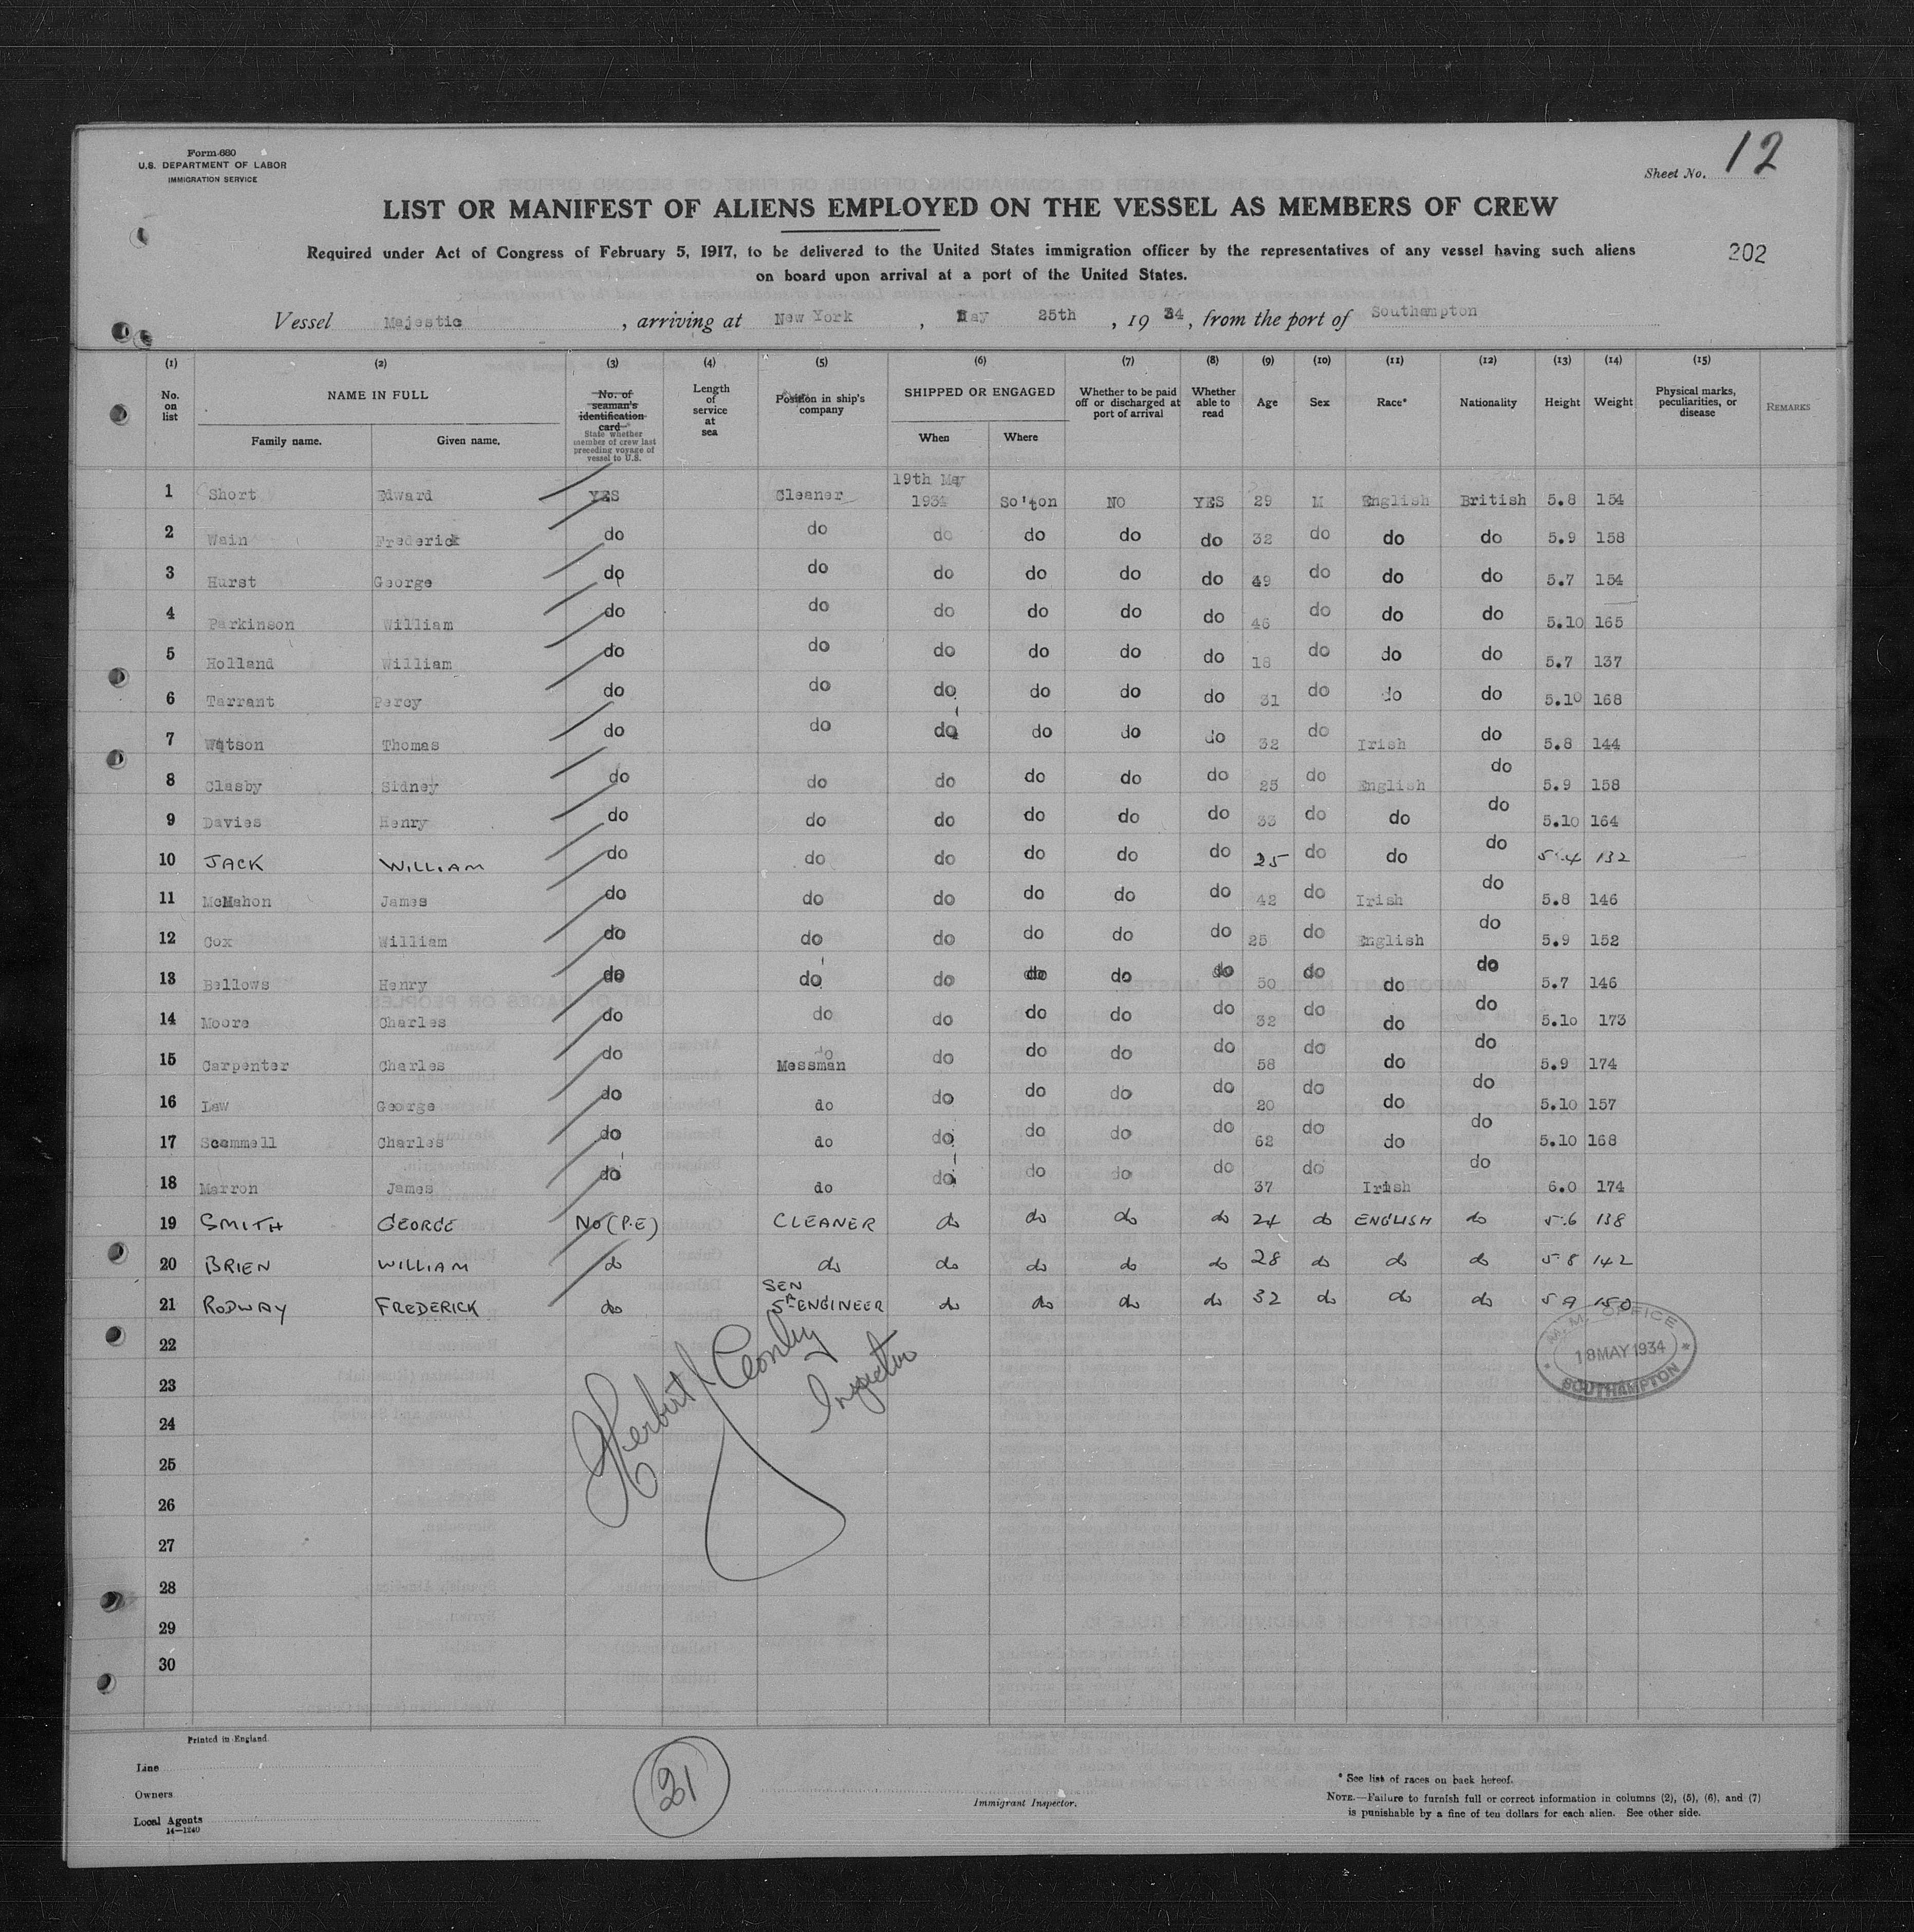 Form 680
U.S. DEPARTMENT OF LABOR
IMMIGRATION SERVICE
Sheet No. 12
LIST OR MANIFEST OF ALIENS EMPLOYED ON THE VESSEL AS MEMBERS OF CREW
Required under Act of Congress of February 5, 1917, to be delivered to the United States immigration officer by the representatives of any vessel having such aliens
on board upon arrival at a port of the United States.
202
Vessel Majestic, arriving at New York, May 25th, 1934, from the port of Southampton
(1) (2) (3) (4) (5) (6) (7) (8) (9) (10) (11) (12) (13) (14) (15)
No. on list
NAME IN FULL
Family name. Given name.
No. of seaman's identification card
State whether member of crew last preceding voyage of vessel to U.S.
Length of service at sea
Position in ship's company
SHIPPED OR ENGAGED
When Where
Whether to be paid off or discharged at port of arrival
Whether able to read
Age
Sex
Race*
Nationality
Height
Weight
Physical marks, peculiarities, or disease
REMARKS
1 Short Edward YES Cleaner 19th May 1934 So'ton NO YES 29 M English British 5.8 154
2 Wain Frederick do do do do do do 32 do do do 5.9 158
3 Hurst George do do do do do do 49 do do do 5.7 154
4 Parkinson William do do do do do do 46 do do do 5.10 165
5 Holland William do do do do do do 18 do do do 5.7 137
6 Tarrant Percy do do do do do do 31 do do do 5.10 168
7 Watson Thomas do do do do do do 32 do Irish do 5.8 144
8 Clasby Sidney do do do do do do 25 do English do 5.9 158
9 Davies Henry do do do do do do 33 do do do 5.10 164
10 JACK WILLIAM do do do do do do 25 do do do 5.4 132
11 McMahon James do do do do do do 42 do Irish do 5.8 146
12 Cox William do do do do do do 25 do English do 5.9 152
13 Bellows Henry do do do do do do 50 do do do 5.7 146
14 Moore Charles do do do do do do 32 do do do 5.10 173
15 Carpenter Charles do do Messman do do do do 58 do do do 5.9 174
16 Law George do do do do do do 20 do do do 5.10 157
17 Scammell Charles do do do do do do 62 do do do 5.10 168
18 Marron James do do do do do do 37 do Irish do 6.0 174
19 SMITH GEORGE NO (P.E) CLEANER do do do do 24 do ENGLISH do 5.6 138
20 BRIEN WILLIAM do do do do do do 28 do do do 5 8 142
21 RODWAY FREDERICK do SEN 5R ENGINEER do do do do 32 do do do 5 9 150
22
23
24
25
26
27
28
29
30
M.M. OFFICE
18 MAY 1934
SOUTHAMPTON
Herbert
Inspector
Printed in England
Line
Owners
Local Agents
14—1240
21
Immigrant Inspector.
* See list of races on back hereof.
NOTE.—Failure to furnish full or correct information in columns (2), (5), (6), and (7)
is punishable by a fine of ten dollars for each alien. See other side.